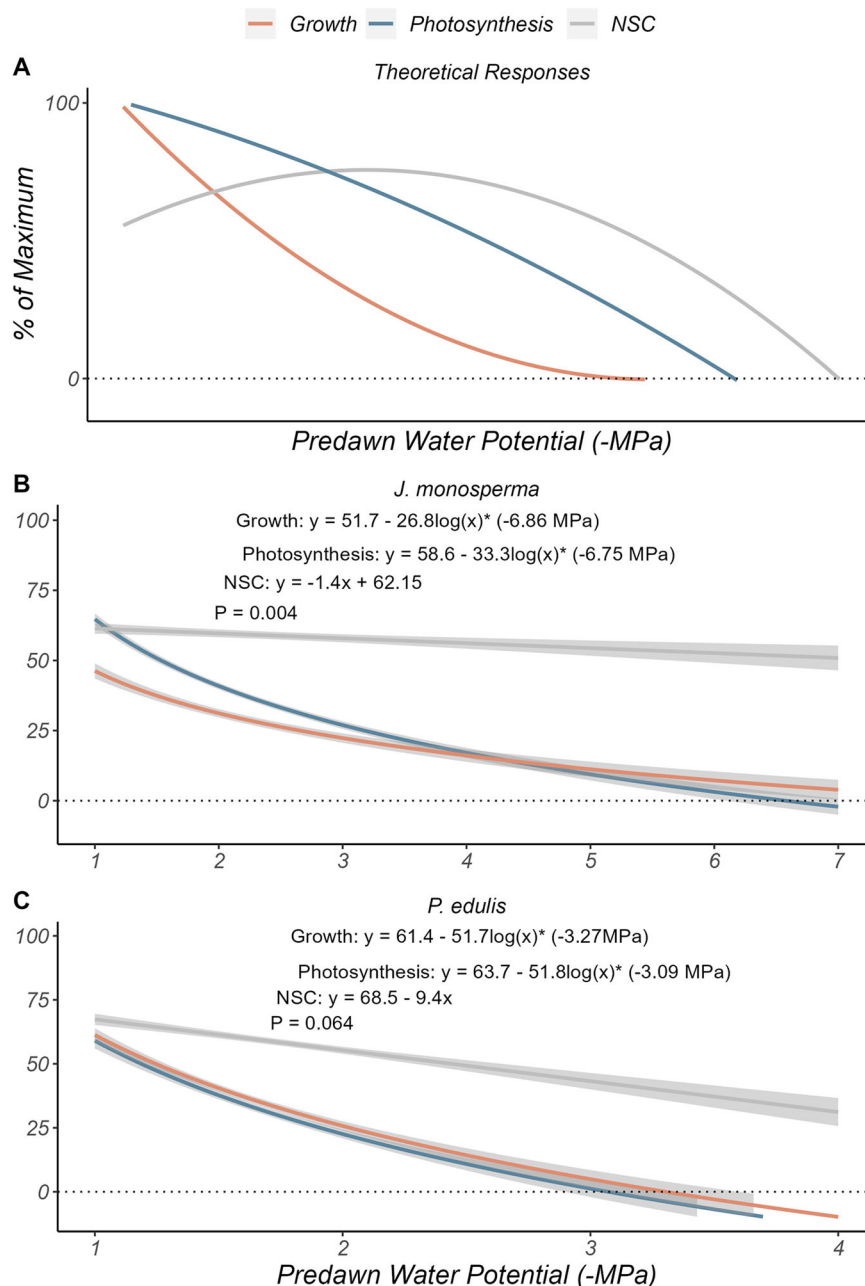 Growth Photosynthesis NSC
A
Theoretical Responses
100
% of Maximum
0
Predawn Water Potential (-MPa)
B
J. monosperma
Growth: y = 51.7 - 26.8log(x)* (-6.86 MPa)
Photosynthesis: y = 58.6 - 33.3log(x)* (-6.75 MPa)
NSC: y = -1.4x + 62.15
P = 0.004
100
75
50
25
0
1 2 3 4 5 6 7
C
P. edulis
Growth: y = 61.4 - 51.7log(x)* (-3.27MPa)
Photosynthesis: y = 63.7 - 51.8log(x)* (-3.09 MPa)
NSC: y = 68.5 - 9.4x
P = 0.064
100
75
50
25
0
1 2 3 4
Predawn Water Potential (-MPa)